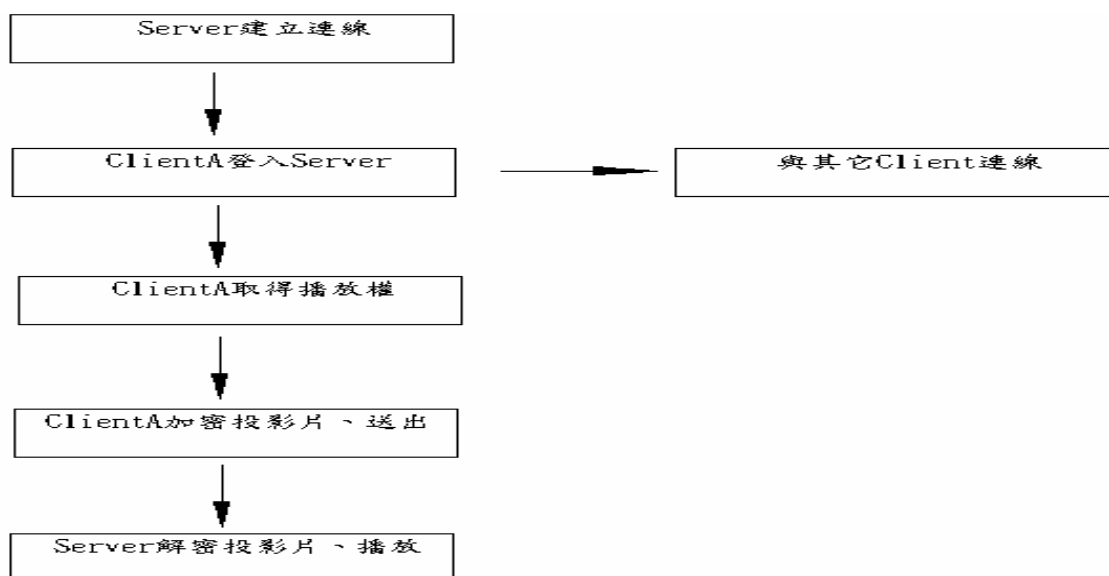 Server建立連線
ClientA登入Server
與其它Client連線
ClientA取得播放權
ClientA加密投影片、送出
Server解密投影片、播放